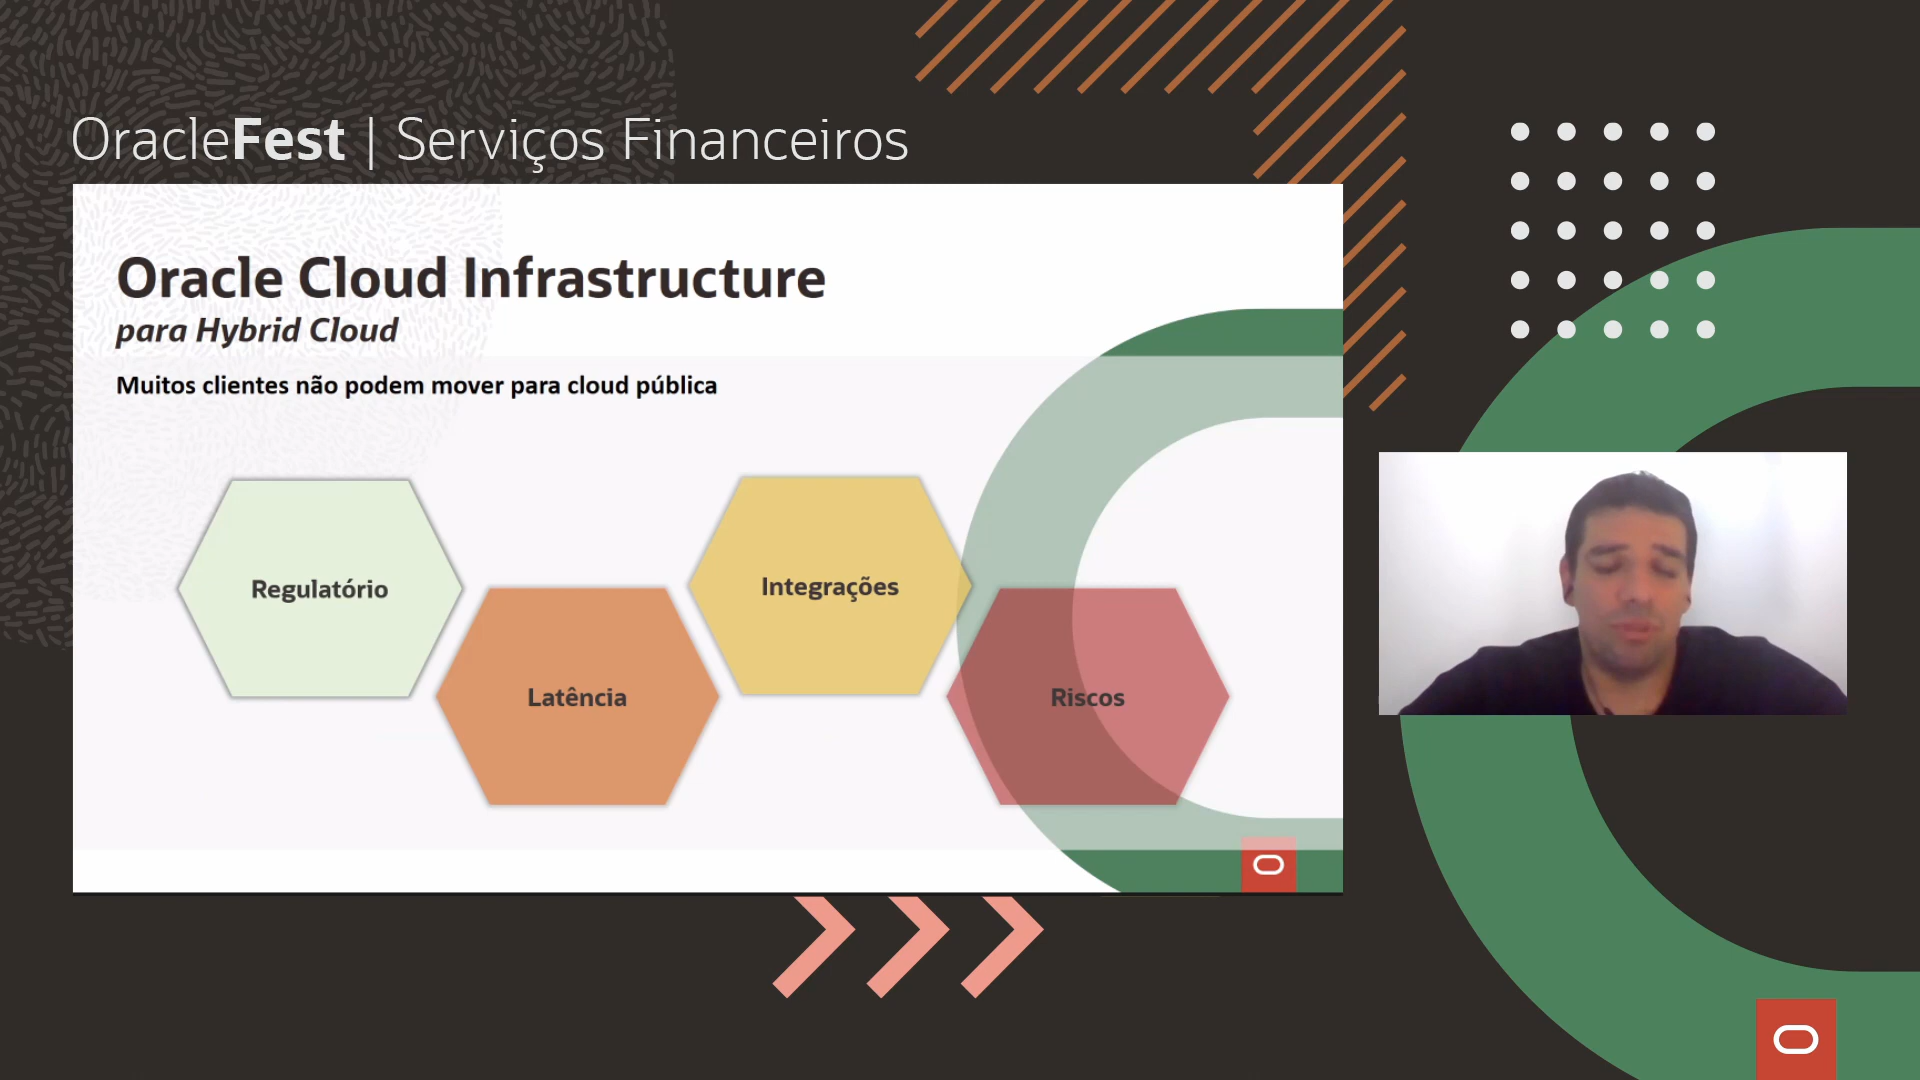 OracleFest | Serviços Financeiros
Oracle Cloud Infrastructure
para Hybrid Cloud
Muitos clientes não podem mover para cloud pública
Regulatório
Latência
Integrações
Riscos